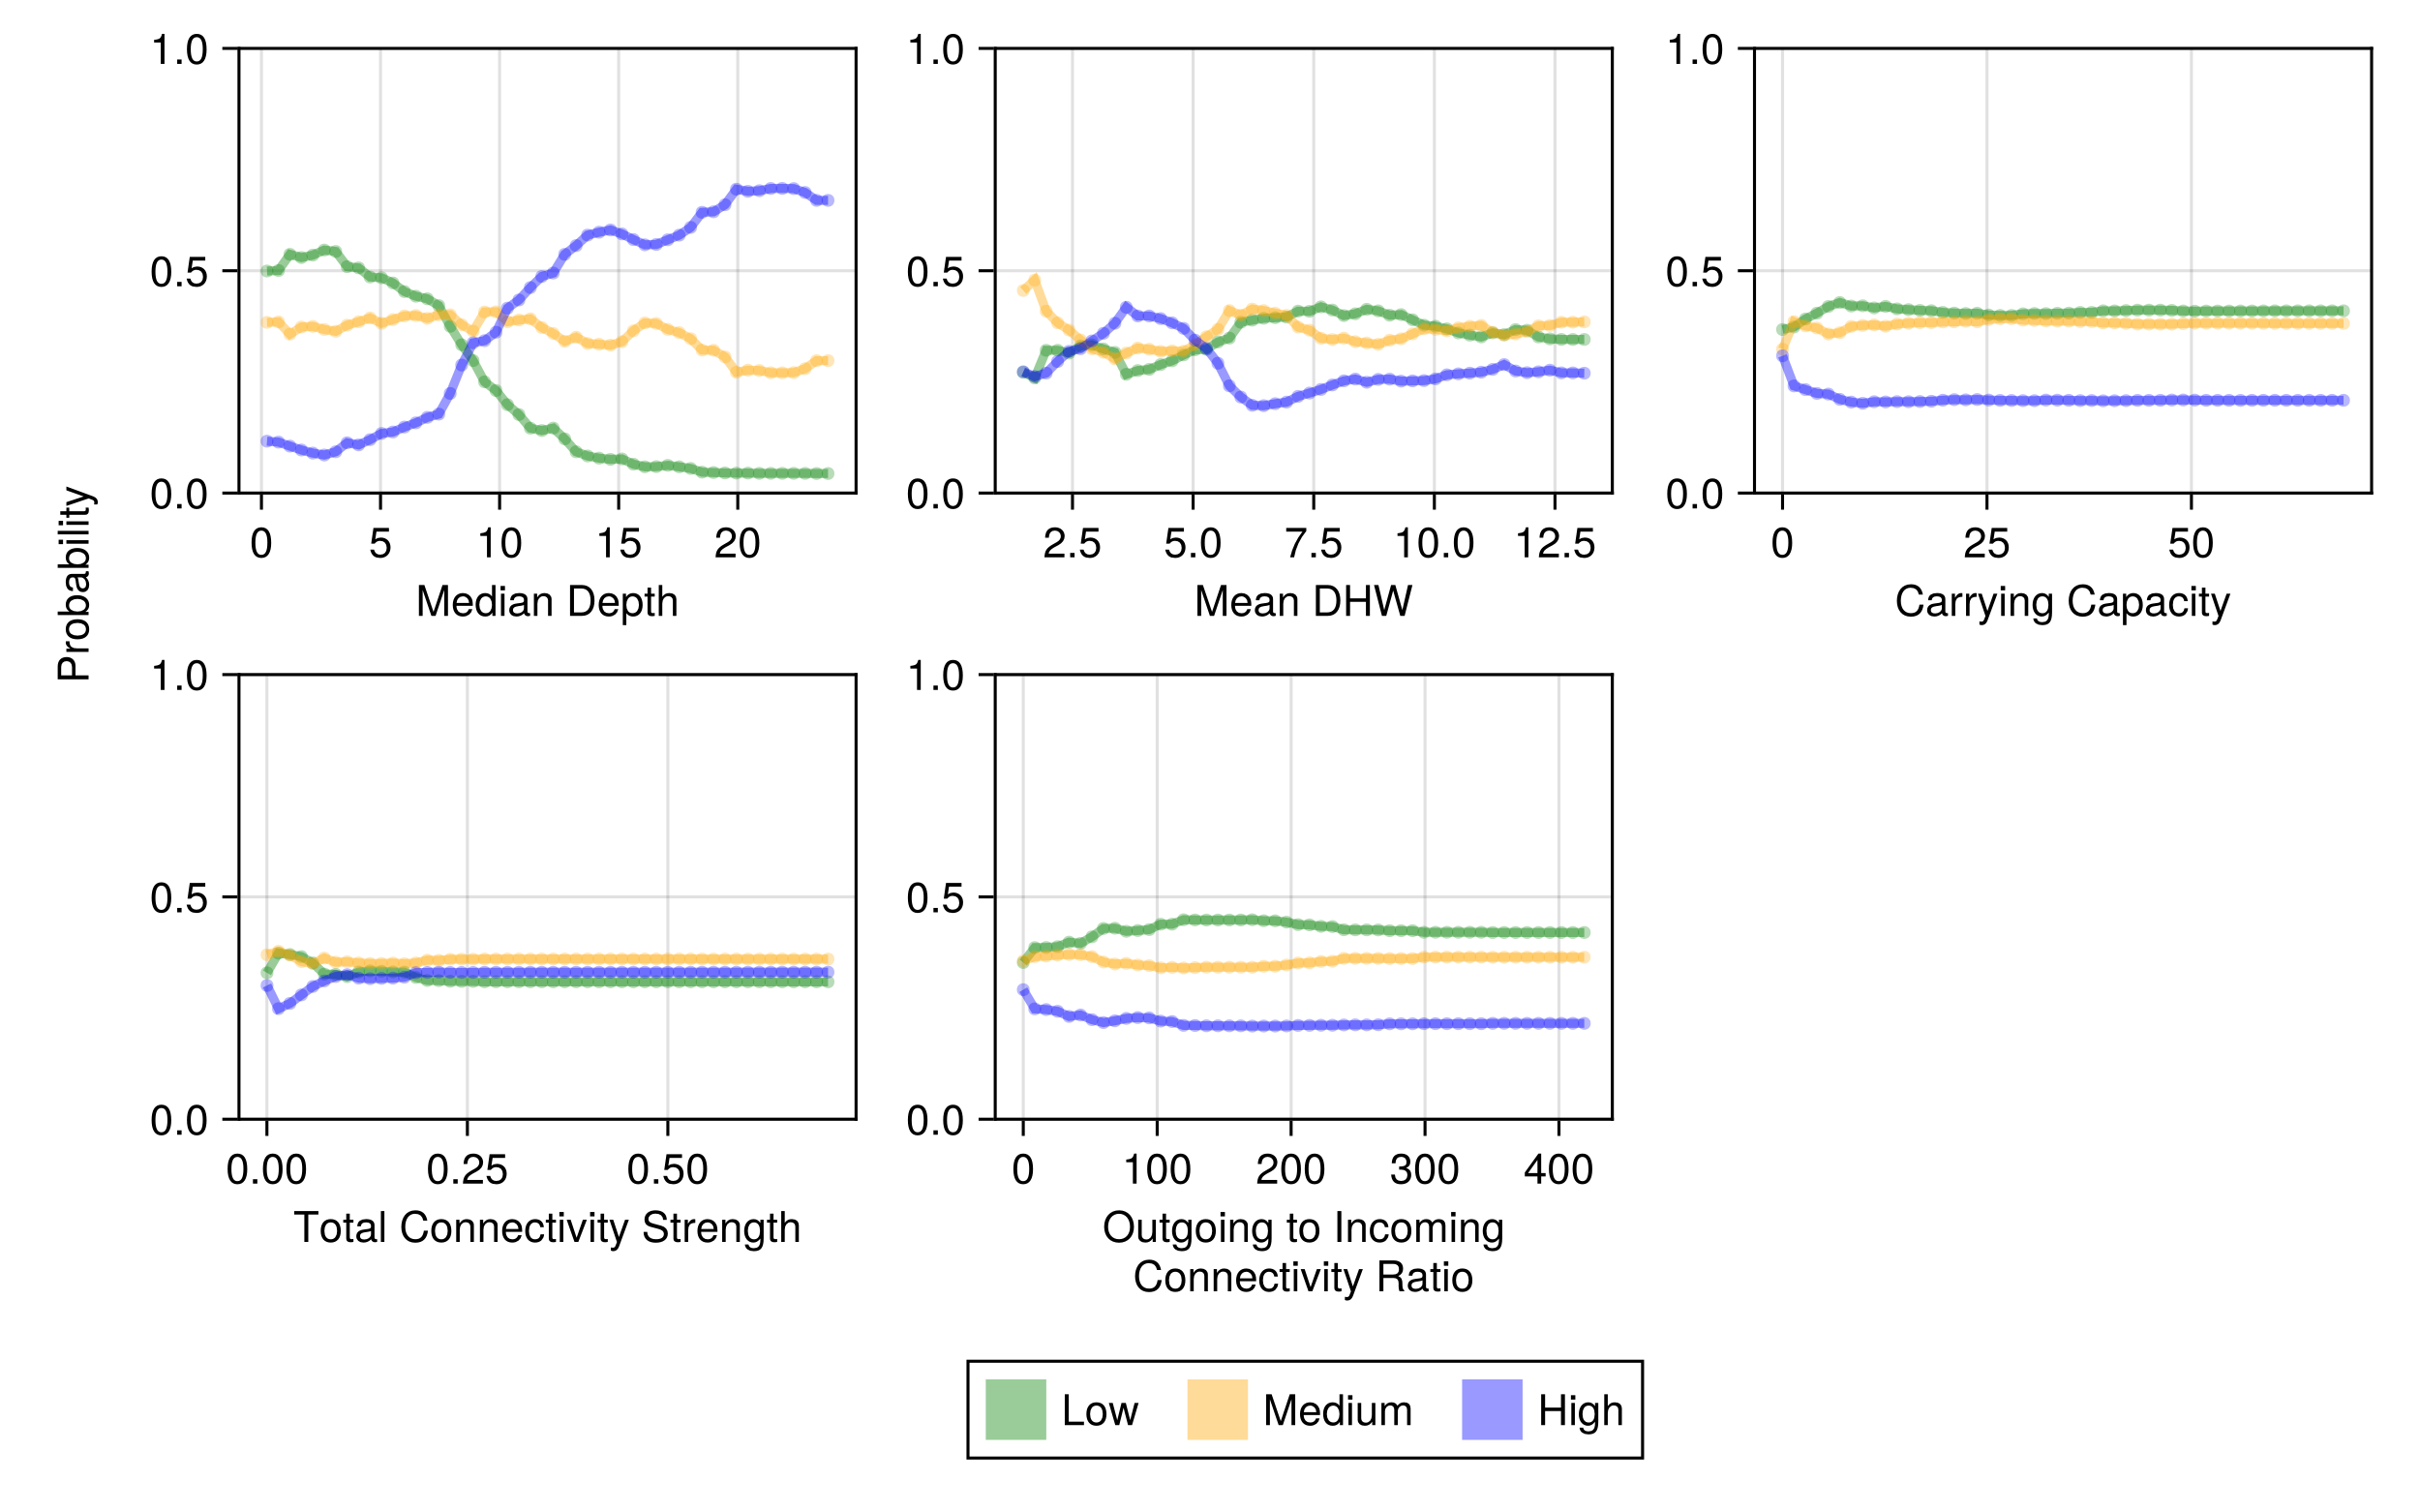 Probability
1.0
0.5
0.0
0 5 10 15 20
Median Depth
1.0
0.5
0.0
2.5 5.0 7.5 10.0 12.5
Mean DHW
1.0
0.5
0.0
0 25 50
Carrying Capacity
1.0
0.5
0.0
0.00 0.25 0.50
Total Connectivity Strength
1.0
0.5
0.0
0 100 200 300 400
Outgoing to Incoming
Connectivity Ratio
Low Medium High